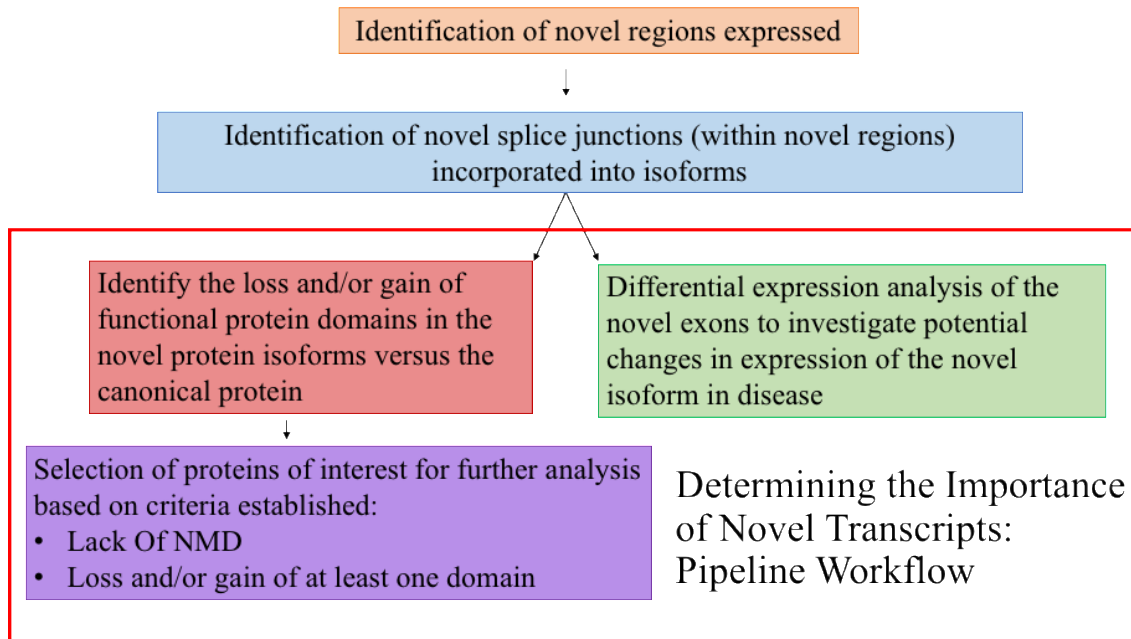 Identification of novel regions expressed
Identification of novel splice junctions (within novel regions)
incorporated into isoforms
Identify the loss and/or gain of
functional protein domains in the
novel protein isoforms versus the
canonical protein
Differential expression analysis of the
novel exons to investigate potential
changes in expression of the novel
isoform in disease
Selection of proteins of interest for further analysis
based on criteria established:
• Lack Of NMD
• Loss and/or gain of at least one domain
Determining the Importance
of Novel Transcripts:
Pipeline Workflow